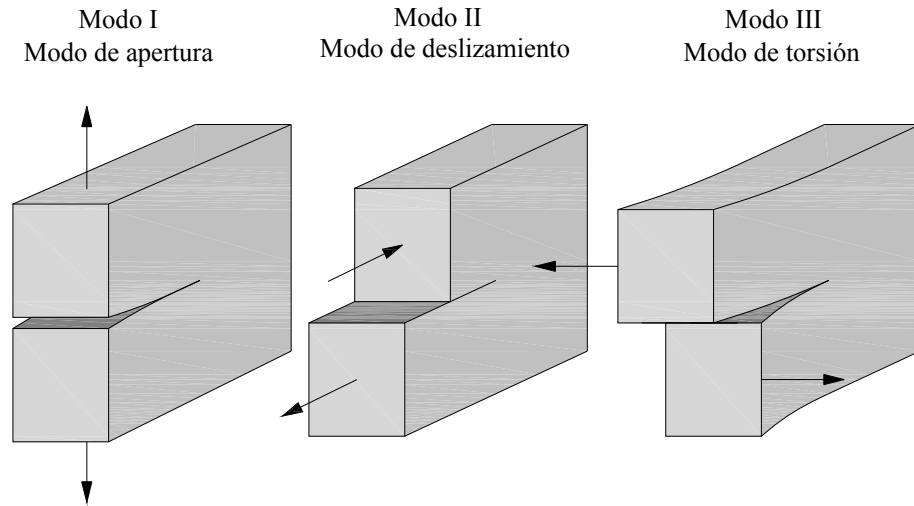 Modo I
Modo de apertura
Modo II
Modo de deslizamiento
Modo III
Modo de torsión